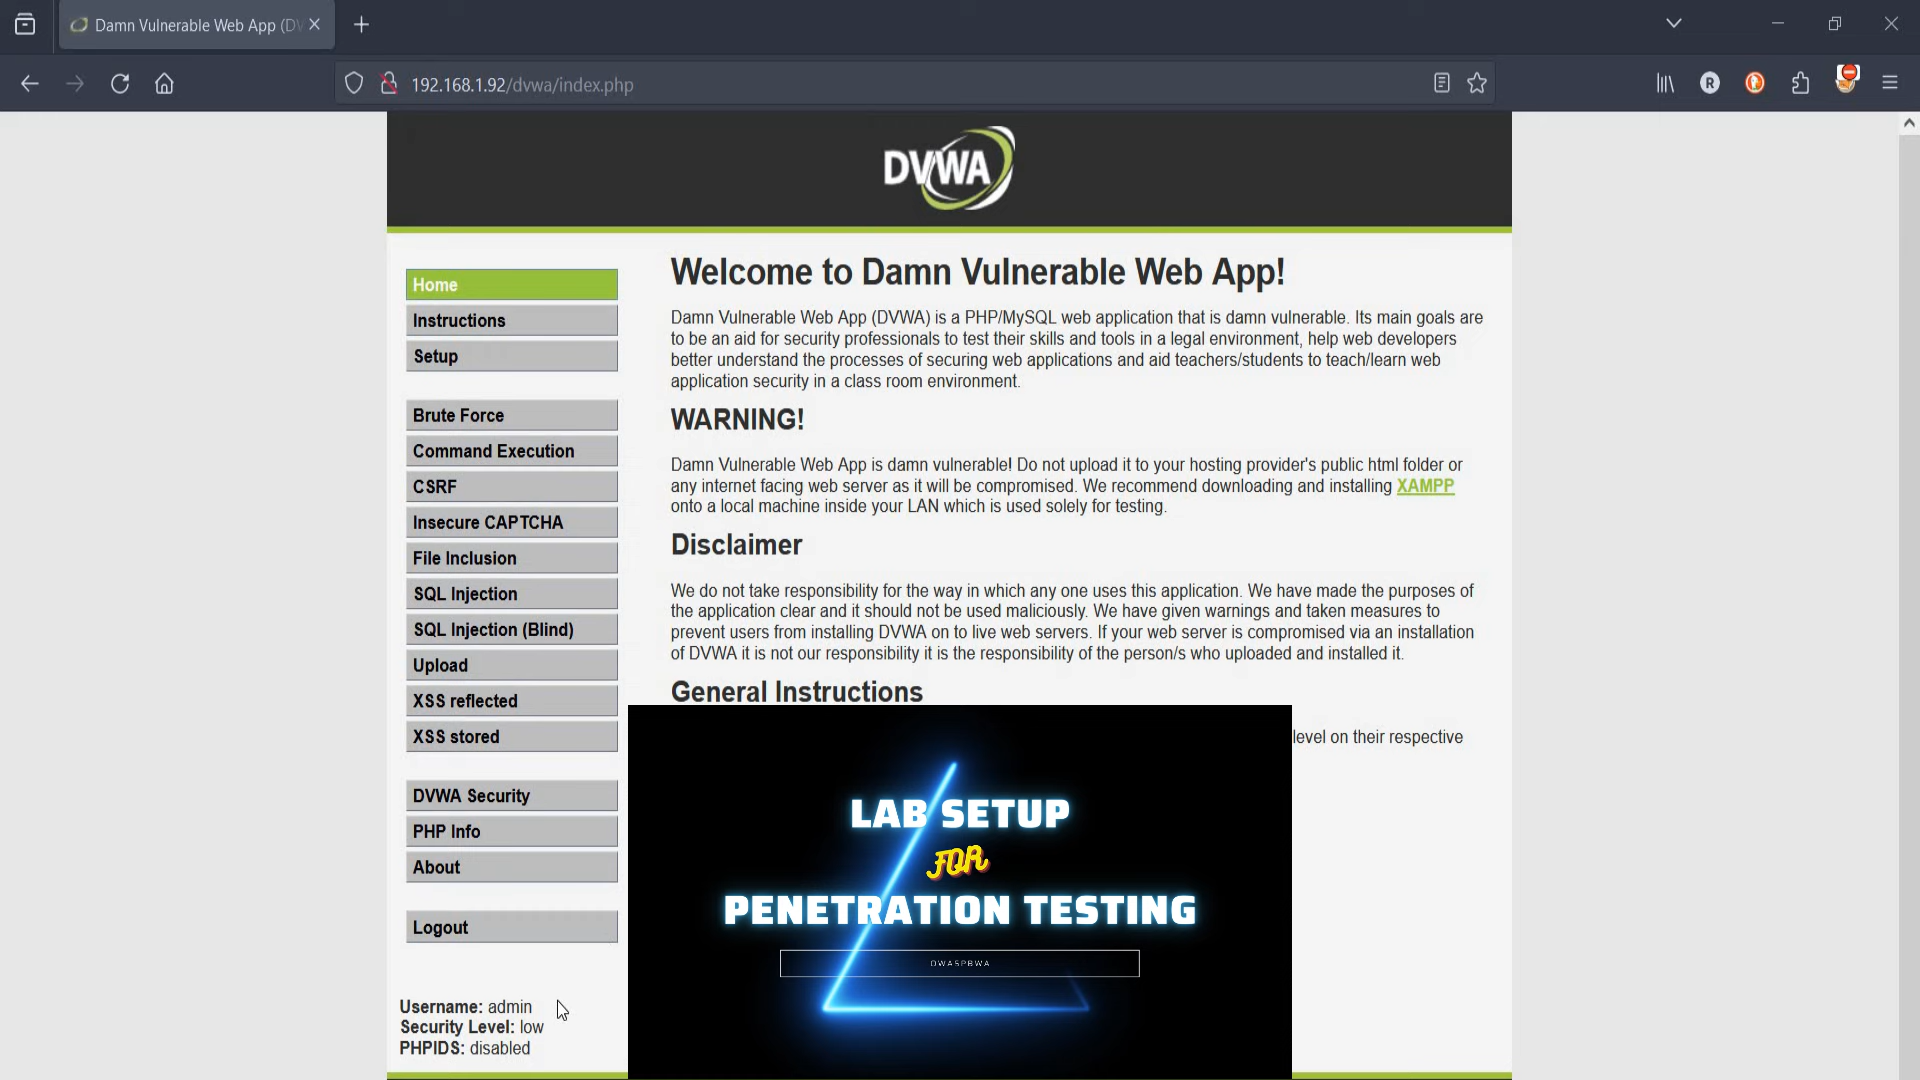 Damn Vulnerable Web App (DV
192.168.1.92/dvwa/index.php
R
DVWA
Home
Instructions
Setup
Brute Force
Command Execution
CSRF
Insecure CAPTCHA
File Inclusion
SQL Injection
SQL Injection (Blind)
Upload
XSS reflected
XSS stored
DVWA Security
PHP Info
About
Logout
Username: admin
Security Level: low
PHPIDS: disabled
Welcome to Damn Vulnerable Web App!
Damn Vulnerable Web App (DVWA) is a PHP/MySQL web application that is damn vulnerable. Its main goals are
to be an aid for security professionals to test their skills and tools in a legal environment, help web developers
better understand the processes of securing web applications and aid teachers/students to teach/learn web
application security in a class room environment.
WARNING!
Damn Vulnerable Web App is damn vulnerable! Do not upload it to your hosting provider's public html folder or
any internet facing web server as it will be compromised. We recommend downloading and installing XAMPP
onto a local machine inside your LAN which is used solely for testing.
Disclaimer
We do not take responsibility for the way in which any one uses this application. We have made the purposes of
the application clear and it should not be used maliciously. We have given warnings and taken measures to
prevent users from installing DVWA on to live web servers. If your web server is compromised via an installation
of DVWA it is not our responsibility it is the responsibility of the person/s who uploaded and installed it.
General Instructions
level on their respective
LAB SETUP
FOR
PENETRATION TESTING
OWASPBWA